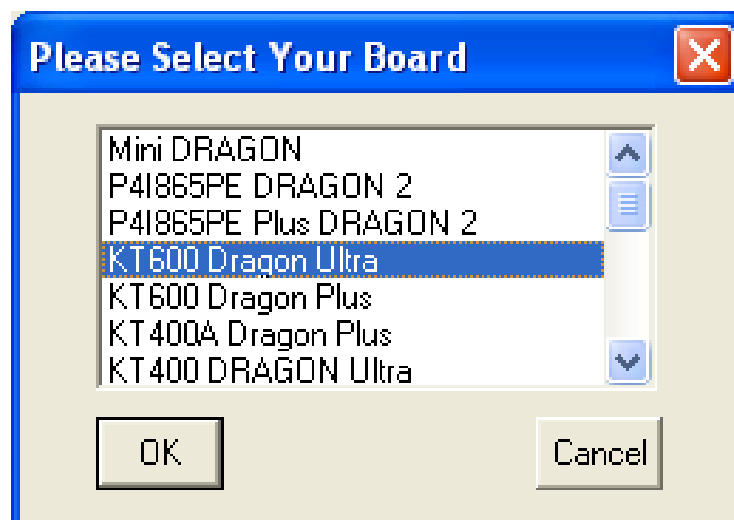 Please Select Your Board
Mini DRAGON
P4I865PE DRAGON 2
P4I865PE Plus DRAGON 2
KT600 Dragon Ultra
KT600 Dragon Plus
KT400A Dragon Plus
KT400 DRAGON Ultra
OK
Cancel